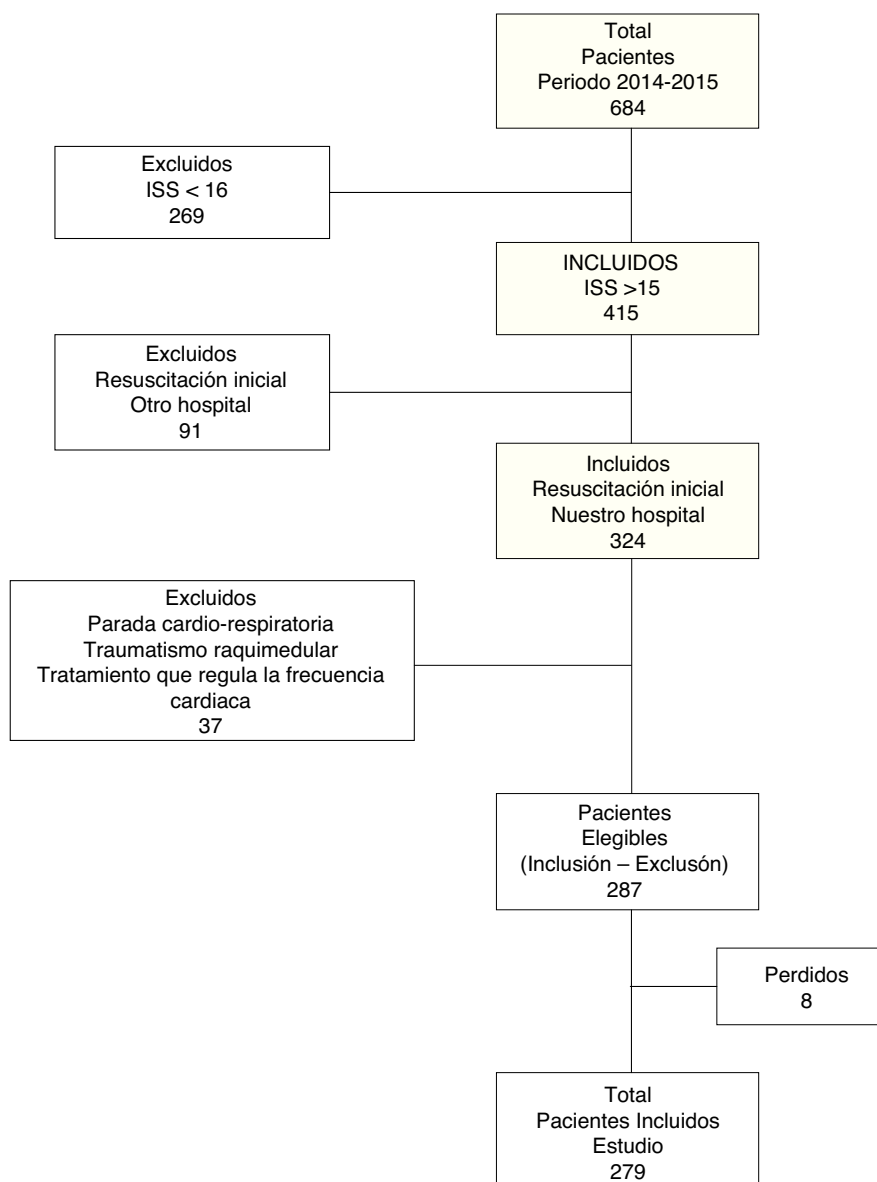 Total
Pacientes
Periodo 2014-2015
684
Excluidos
ISS < 16
269
INCLUIDOS
ISS >15
415
Excluidos
Resuscitación inicial
Otro hospital
91
Incluidos
Resuscitación inicial
Nuestro hospital
324
Excluidos
Parada cardio-respiratoria
Traumatismo raquimedular
Tratamiento que regula la frecuencia
cardiaca
37
Pacientes
Elegibles
(Inclusión – Exclusón)
287
Perdidos
8
Total
Pacientes Incluidos
Estudio
279